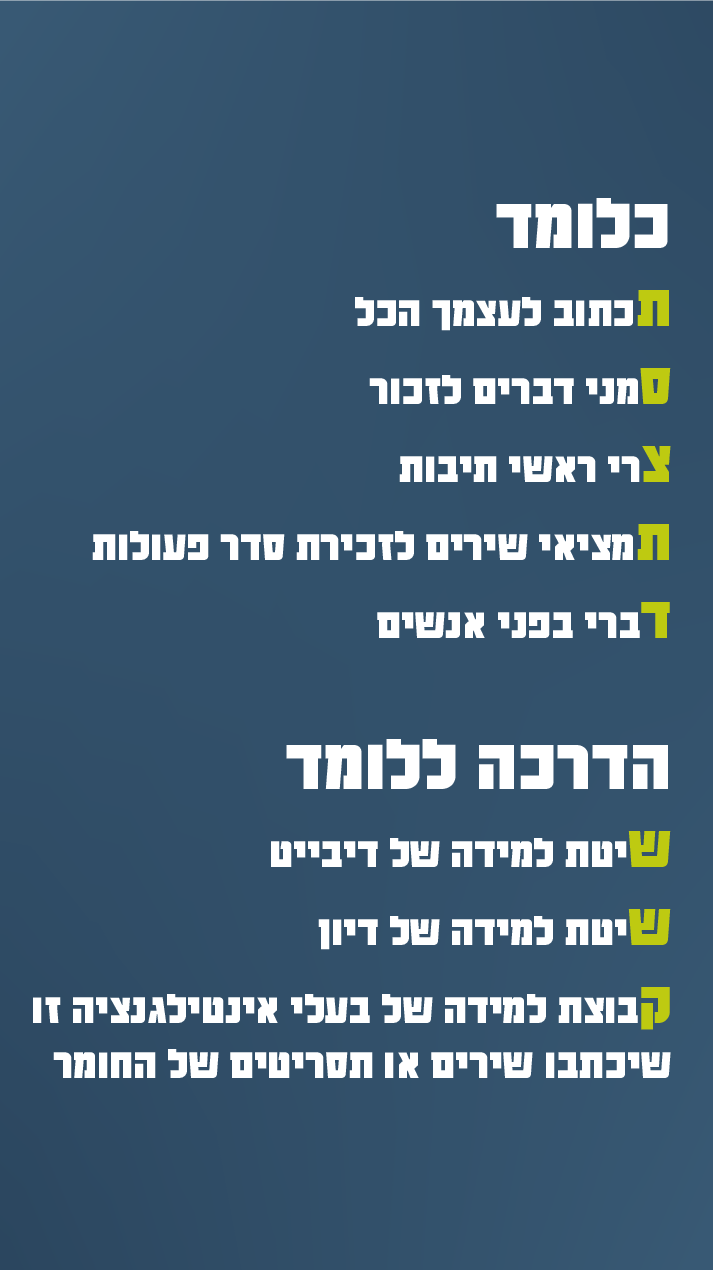 כלומד
תכתוב לעצמך הכל
סמני דברים לזכור
צרי ראשי תיבות
תמציאי שירים לזכירת סדר פעולות
דברי בפני אנשים
הדרכה ללומד
שיטת למידה של דיבייט
שיטת למידה של דיון
קבוצת למידה של בעלי אינטילגנציה זו
שיכתבו שירים או תסריטים של החומר